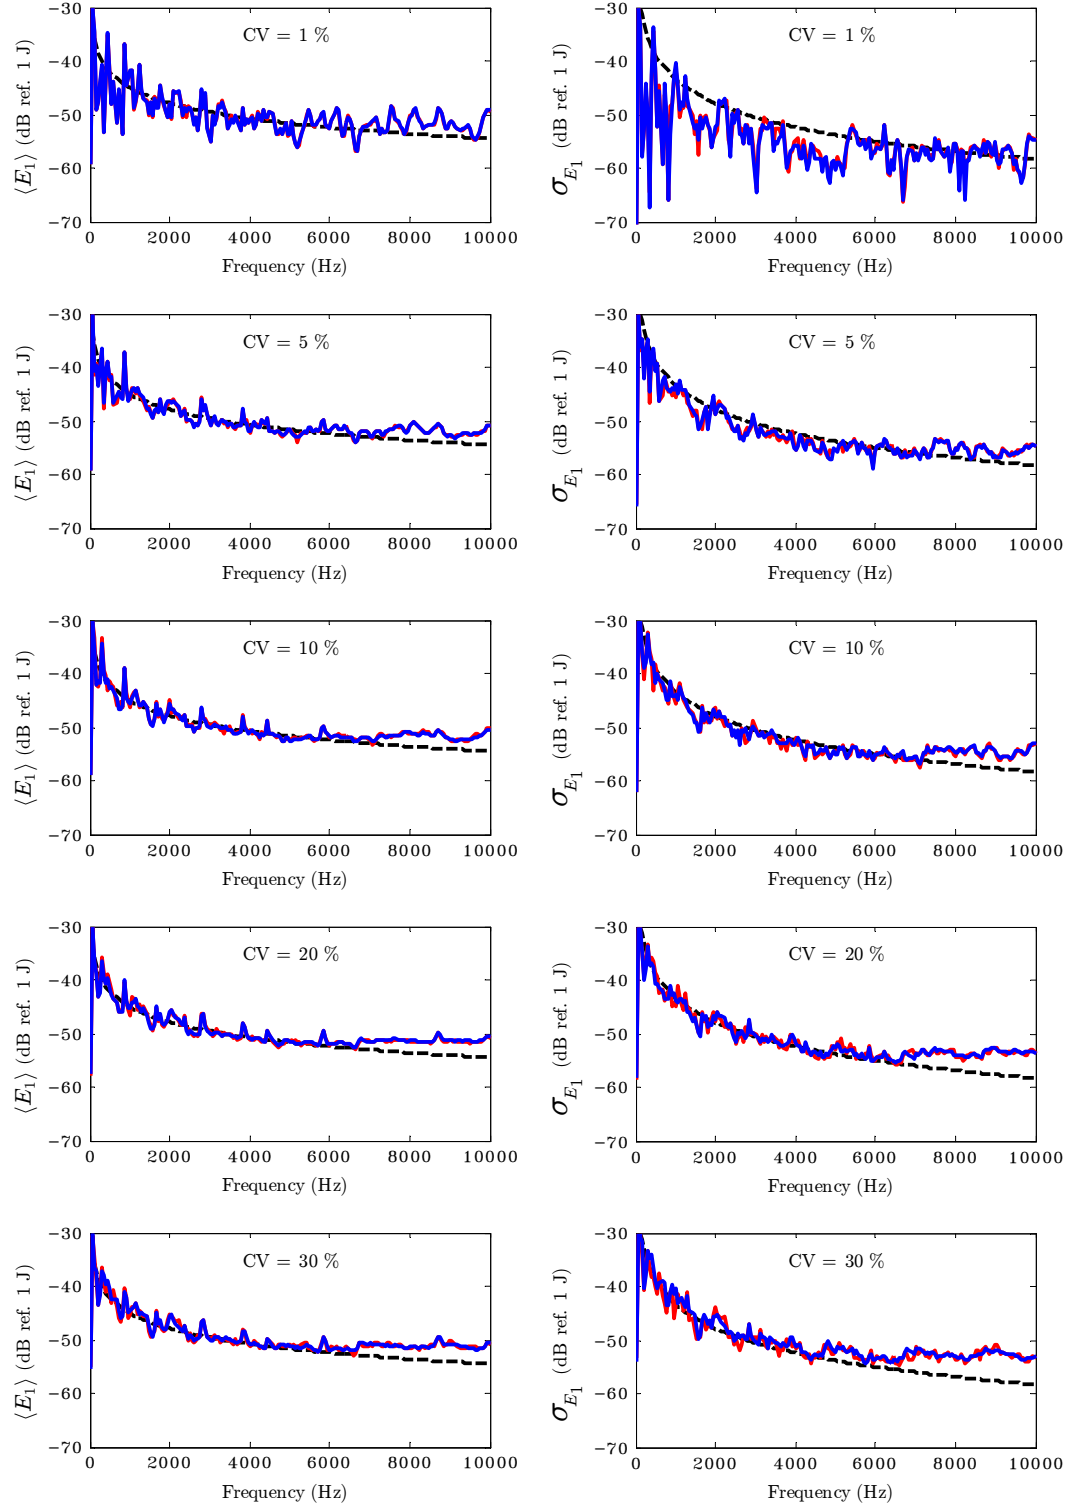 ⟨E₁⟩ (dB ref. 1 J)
−30
−40
−50
−60
−70
CV = 1 %
0 2000 4000 6000 8000 10000
Frequency (Hz)
σ_E₁ (dB ref. 1 J)
−30
−40
−50
−60
−70
CV = 1 %
0 2000 4000 6000 8000 10000
Frequency (Hz)
⟨E₁⟩ (dB ref. 1 J)
−30
−40
−50
−60
−70
CV = 5 %
0 2000 4000 6000 8000 10000
Frequency (Hz)
σ_E₁ (dB ref. 1 J)
−30
−40
−50
−60
−70
CV = 5 %
0 2000 4000 6000 8000 10000
Frequency (Hz)
⟨E₁⟩ (dB ref. 1 J)
−30
−40
−50
−60
−70
CV = 10 %
0 2000 4000 6000 8000 10000
Frequency (Hz)
σ_E₁ (dB ref. 1 J)
−30
−40
−50
−60
−70
CV = 10 %
0 2000 4000 6000 8000 10000
Frequency (Hz)
⟨E₁⟩ (dB ref. 1 J)
−30
−40
−50
−60
−70
CV = 20 %
0 2000 4000 6000 8000 10000
Frequency (Hz)
σ_E₁ (dB ref. 1 J)
−30
−40
−50
−60
−70
CV = 20 %
0 2000 4000 6000 8000 10000
Frequency (Hz)
⟨E₁⟩ (dB ref. 1 J)
−30
−40
−50
−60
−70
CV = 30 %
0 2000 4000 6000 8000 10000
Frequency (Hz)
σ_E₁ (dB ref. 1 J)
−30
−40
−50
−60
−70
CV = 30 %
0 2000 4000 6000 8000 10000
Frequency (Hz)